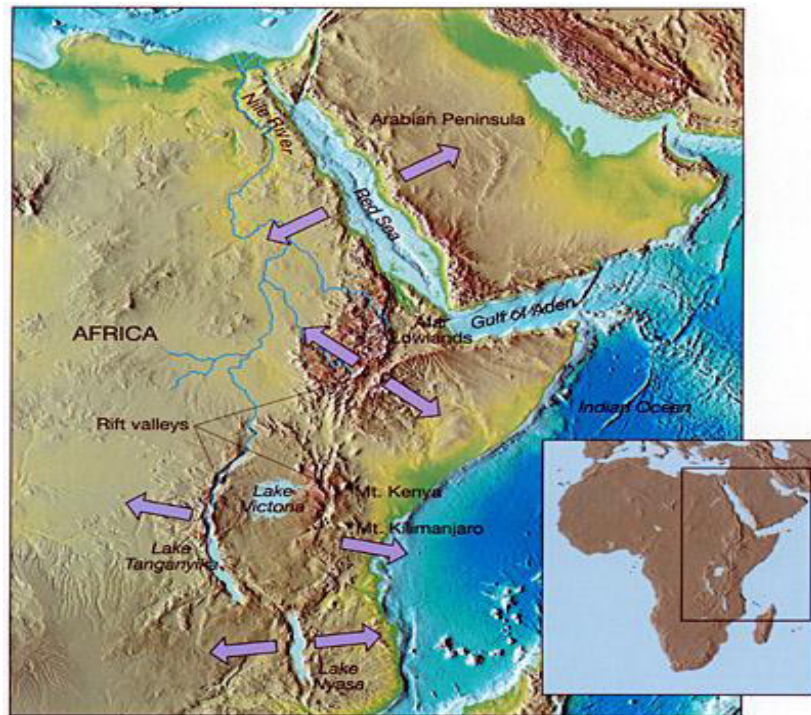 Nile River
Arabian Peninsula
Red Sea
AFRICA
Afar
Lowlands
Gulf of Aden
Rift valleys
Indian Ocean
Lake
Victoria
Mt. Kenya
Mt. Kilimanjaro
Lake
Tanganyika
Lake
Nyasa